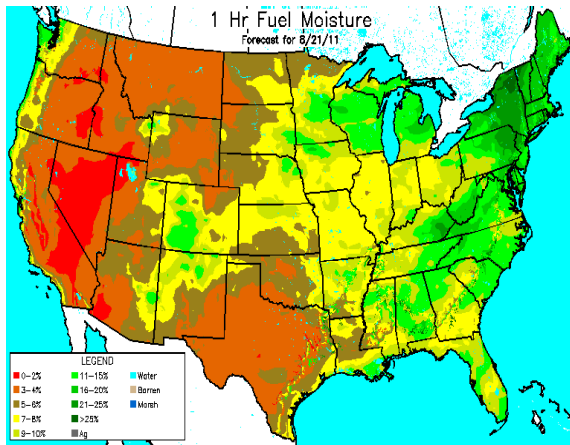 1 Hr Fuel Moisture
Forecast for 8/21/11
LEGEND
0-2% 11-15% Water
3-4% 16-20% Barren
5-6% 21-25% Marsh
7-8% >25%
9-10% Ag